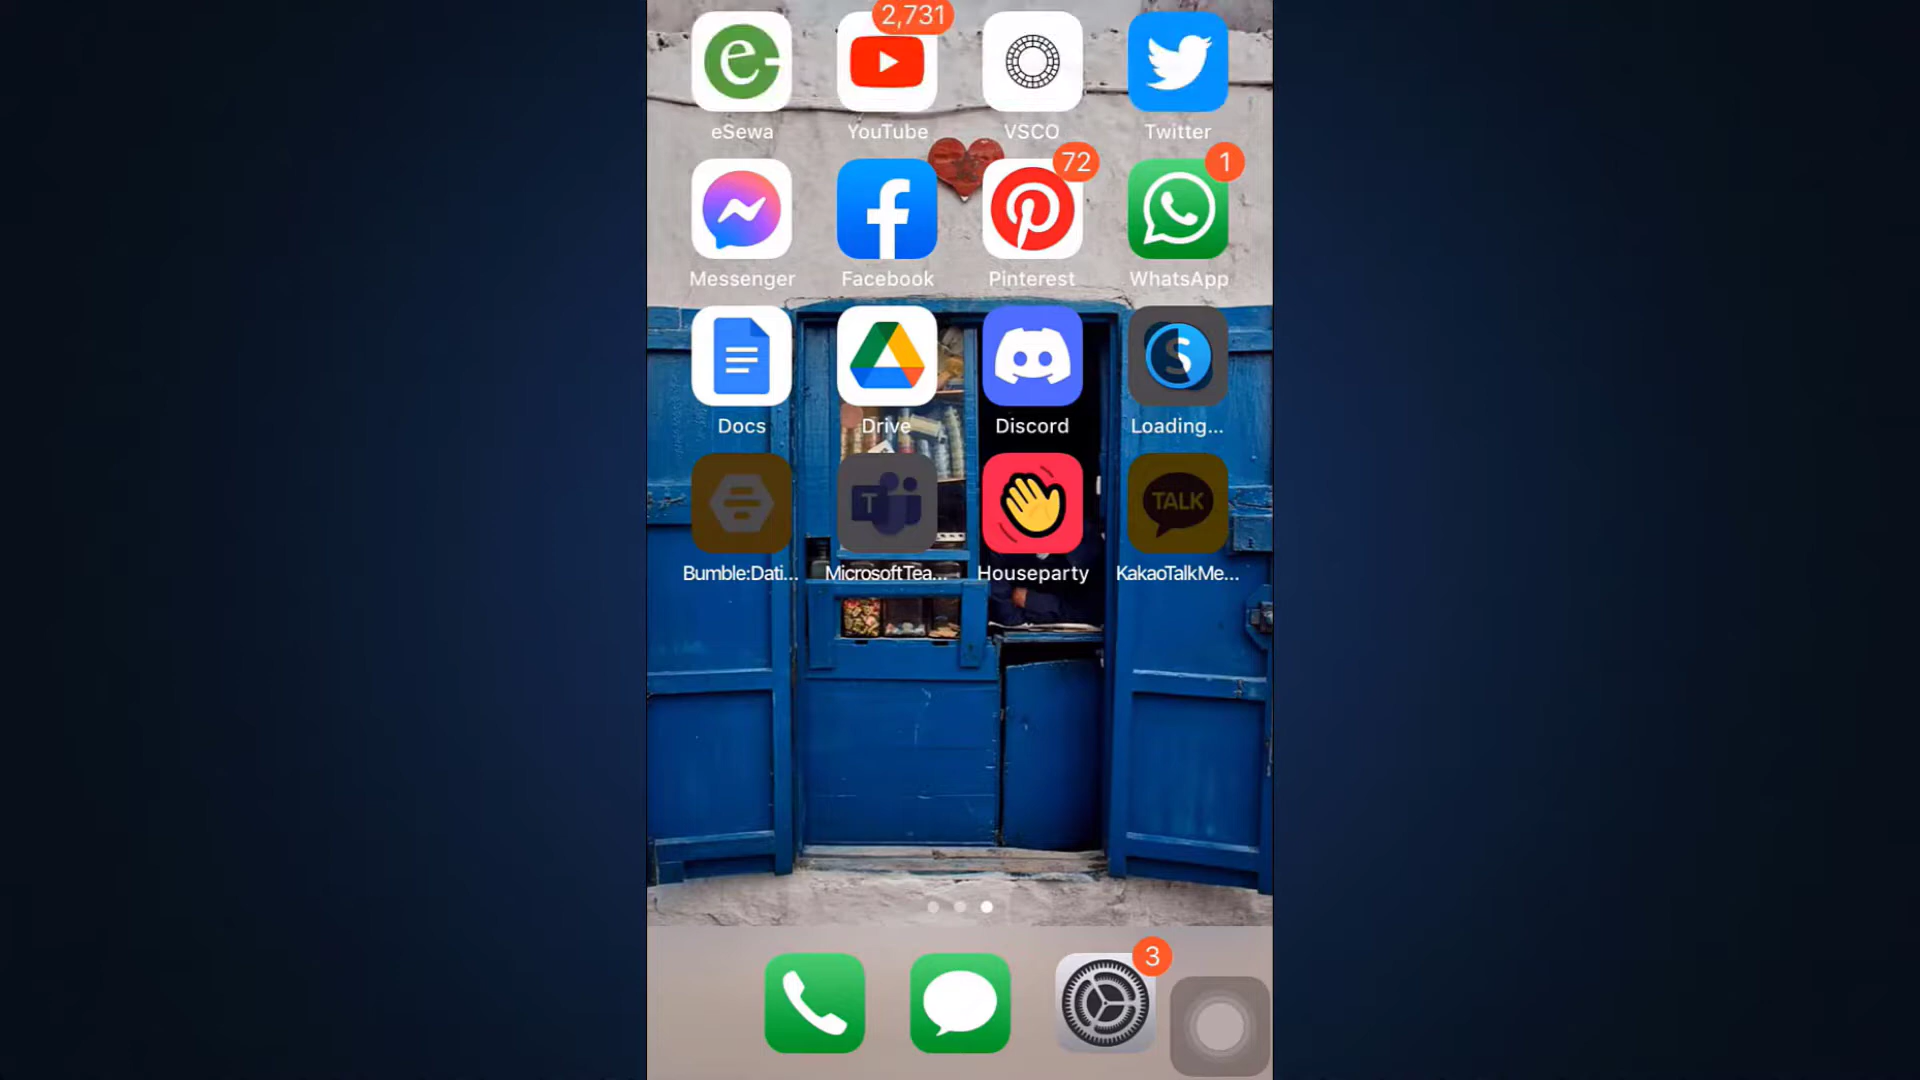 2,731
eSewa YouTube VSCO Twitter
72 1
Messenger Facebook Pinterest WhatsApp
S
Docs Drive Discord Loading...
T TALK
Bumble:Dati... MicrosoftTea... Houseparty KakaoTalkMe...
3